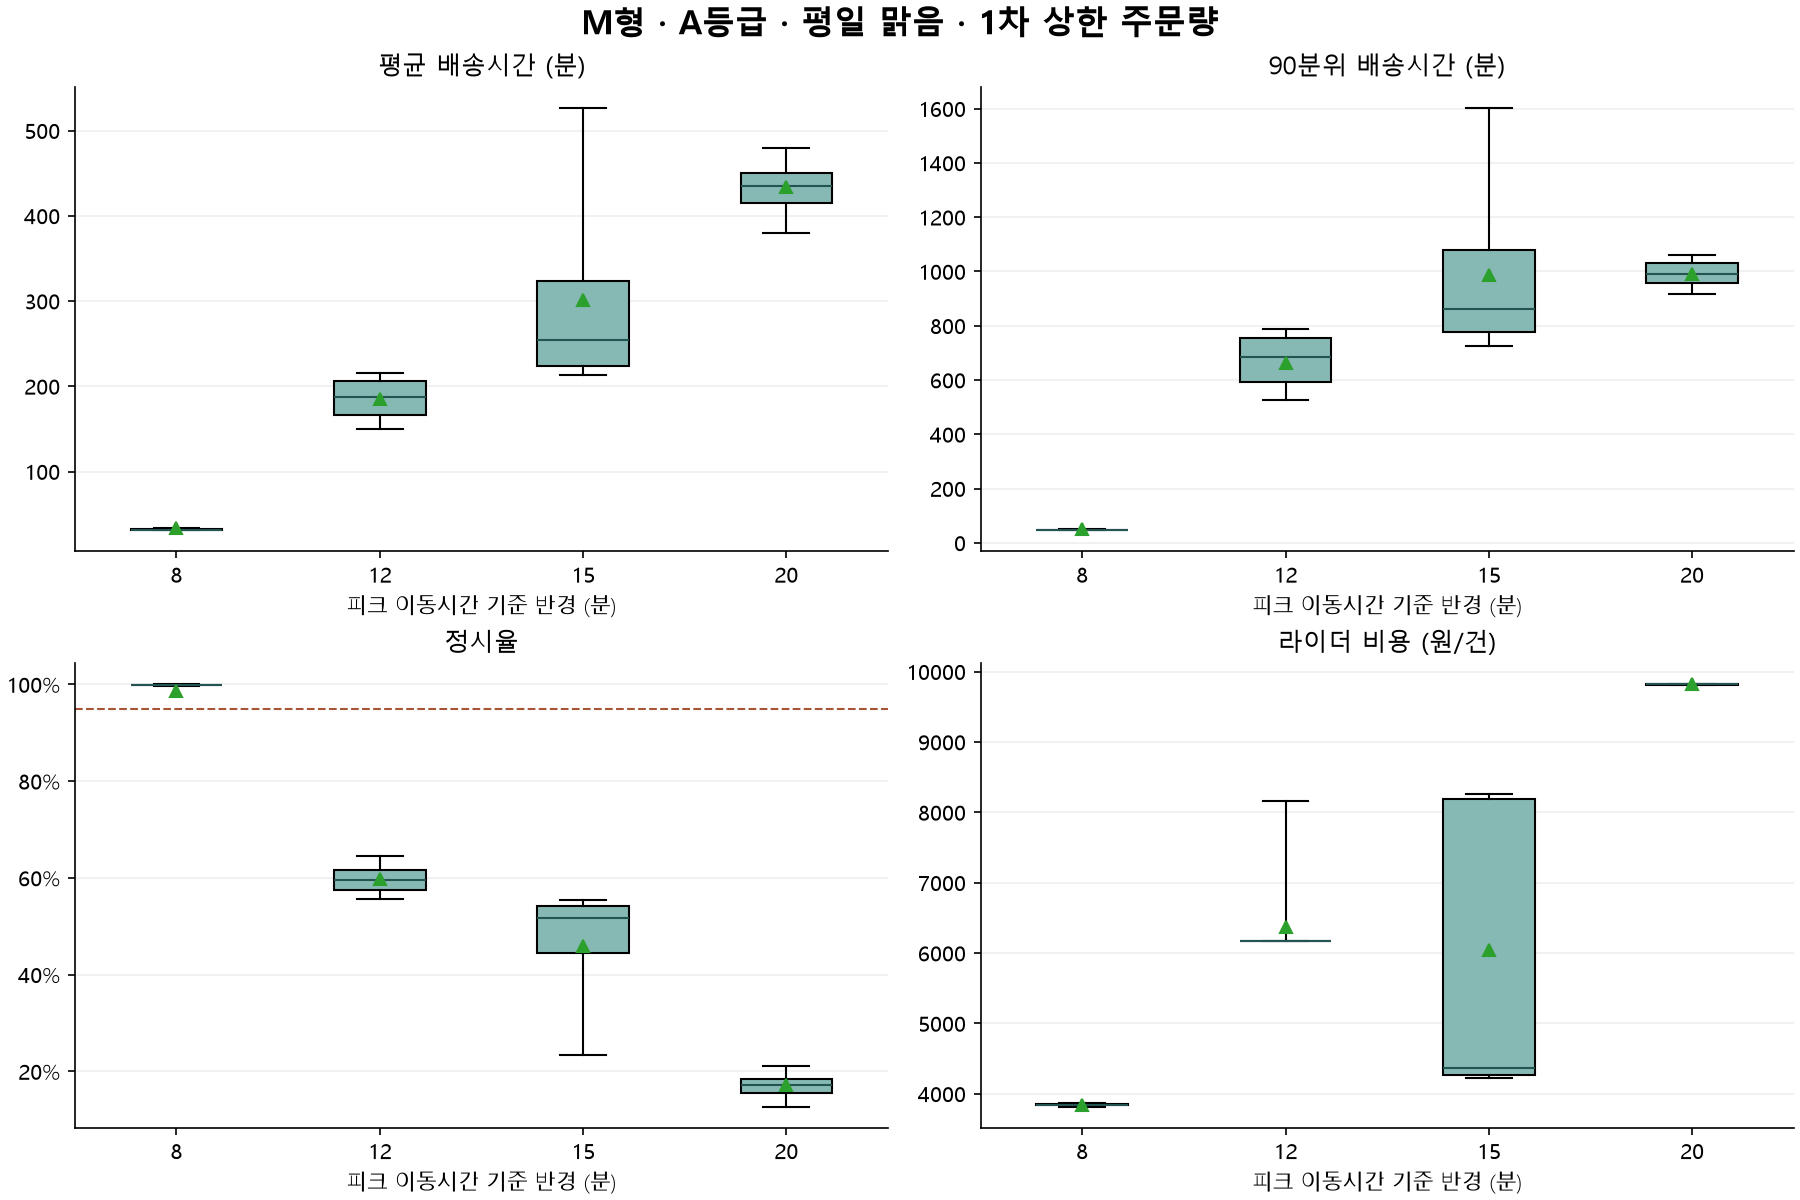 M형 · A등급 · 평일 맑음 · 1차 상한 주문량
평균 배송시간 (분)
500
400
300
200
100
8 12 15 20
피크 이동시간 기준 반경 (분)
90분위 배송시간 (분)
1600
1400
1200
1000
800
600
400
200
0
8 12 15 20
피크 이동시간 기준 반경 (분)
정시율
100%
80%
60%
40%
20%
8 12 15 20
피크 이동시간 기준 반경 (분)
라이더 비용 (원/건)
10000
9000
8000
7000
6000
5000
4000
8 12 15 20
피크 이동시간 기준 반경 (분)